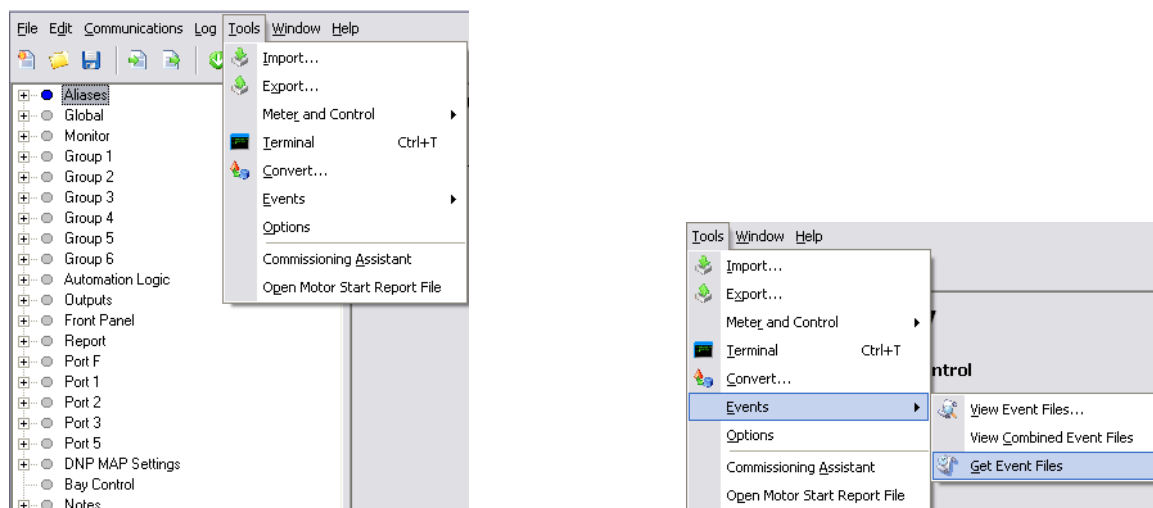 File Edit Communications Log Tools Window Help
Import...
Export...
Meter and Control
Terminal Ctrl+T
Convert...
Events
Options
Commissioning Assistant
Open Motor Start Report File
Aliases
Global
Monitor
Group 1
Group 2
Group 3
Group 4
Group 5
Group 6
Automation Logic
Outputs
Front Panel
Report
Port F
Port 1
Port 2
Port 3
Port 5
DNP MAP Settings
Bay Control
Notes
Tools Window Help
Import...
Export...
Meter and Control
Terminal Ctrl+T
Convert...
Events
Options
Commissioning Assistant
Open Motor Start Report File
ntrol
View Event Files...
View Combined Event Files
Get Event Files